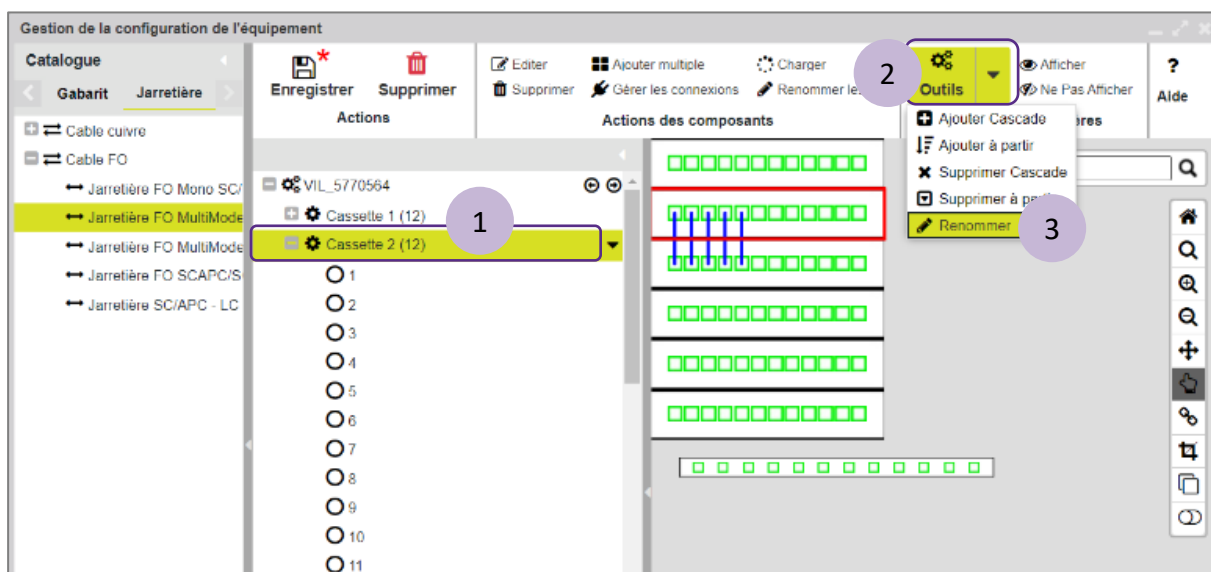 Gestion de la configuration de l'équipement
Catalogue
Gabarit Jarretière
Cable cuivre
Cable FO
Jarretière FO Mono SC/
Jarretière FO MultiMode
Jarretière FO MultiMode
Jarretière FO SCAPC/S
Jarretière SC/APC - LC
Enregistrer Supprimer
Actions
Editer Ajouter multiple Charger
Supprimer Gérer les connexions Renommer le
Actions des composants
2
Outils
Afficher
Ne Pas Afficher
ères
?
Aide
Ajouter Cascade
Ajouter à partir
Supprimer Cascade
Supprimer à
Renommer
3
VIL_5770564
Cassette 1 (12)
1
Cassette 2 (12)
1
2
3
4
5
6
7
8
9
10
11